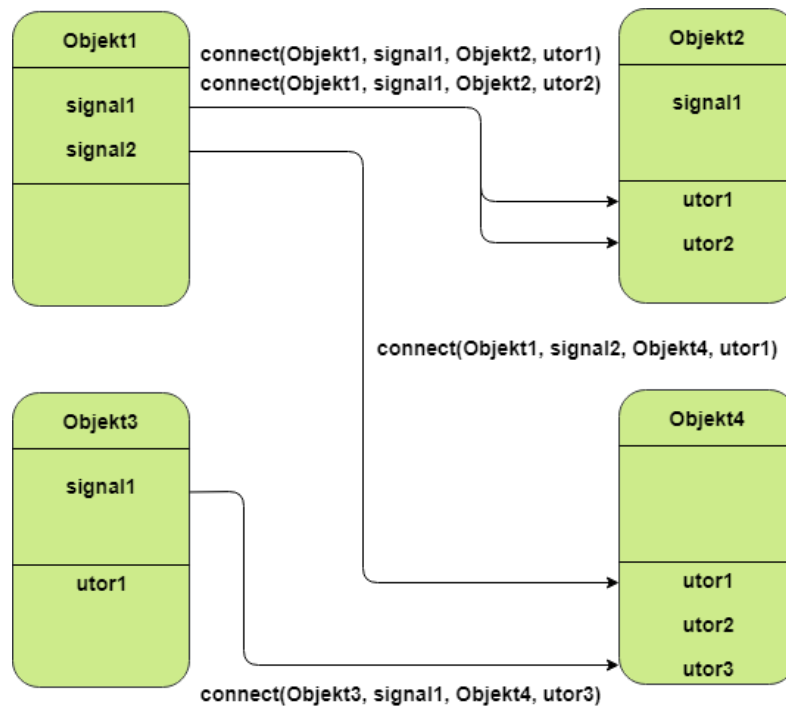 Objekt1
signal1
signal2
connect(Objekt1, signal1, Objekt2, utor1)
connect(Objekt1, signal1, Objekt2, utor2)
Objekt2
signal1
utor1
utor2
connect(Objekt1, signal2, Objekt4, utor1)
Objekt3
signal1
utor1
Objekt4
utor1
utor2
utor3
connect(Objekt3, signal1, Objekt4, utor3)